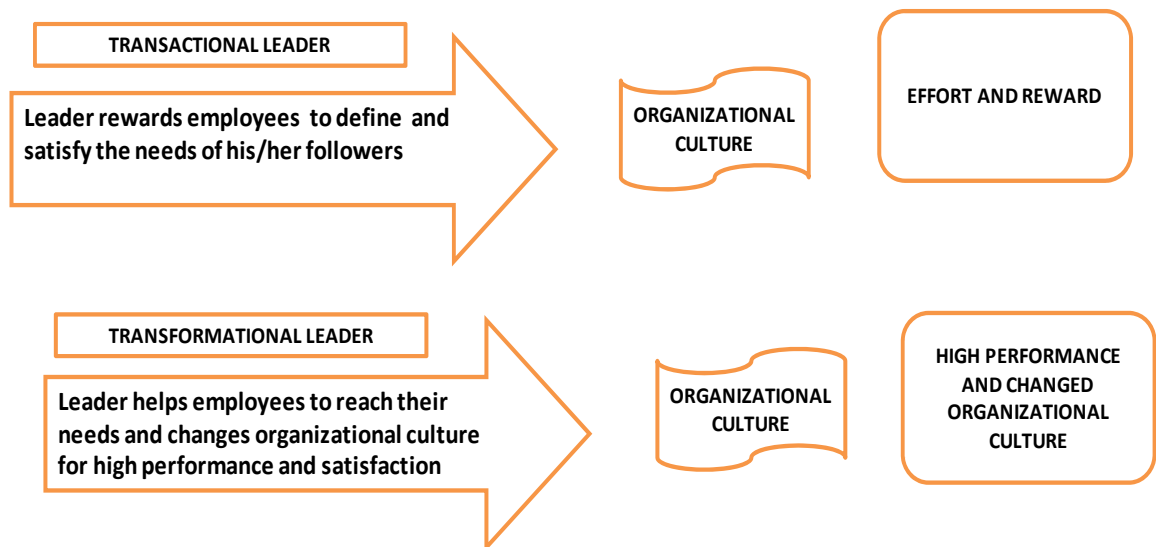 TRANSACTIONAL LEADER
Leader rewards employees to define and
satisfy the needs of his/her followers
ORGANIZATIONAL
CULTURE
EFFORT AND REWARD
TRANSFORMATIONAL LEADER
Leader helps employees to reach their
needs and changes organizational culture
for high performance and satisfaction
ORGANIZATIONAL
CULTURE
HIGH PERFORMANCE
AND CHANGED
ORGANIZATIONAL
CULTURE